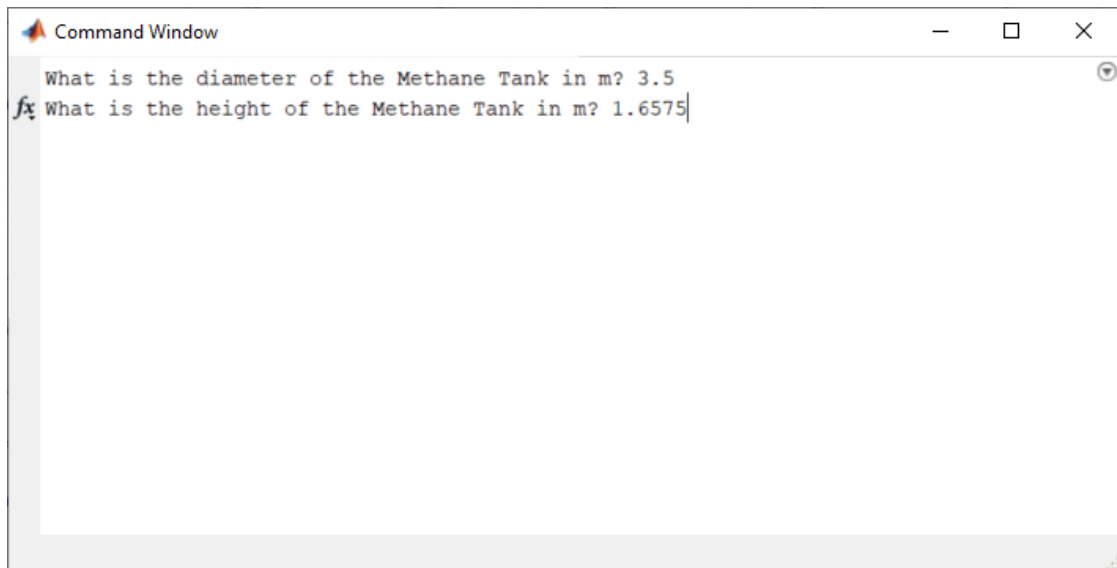 Command Window
What is the diameter of the Methane Tank in m? 3.5
fx What is the height of the Methane Tank in m? 1.6575